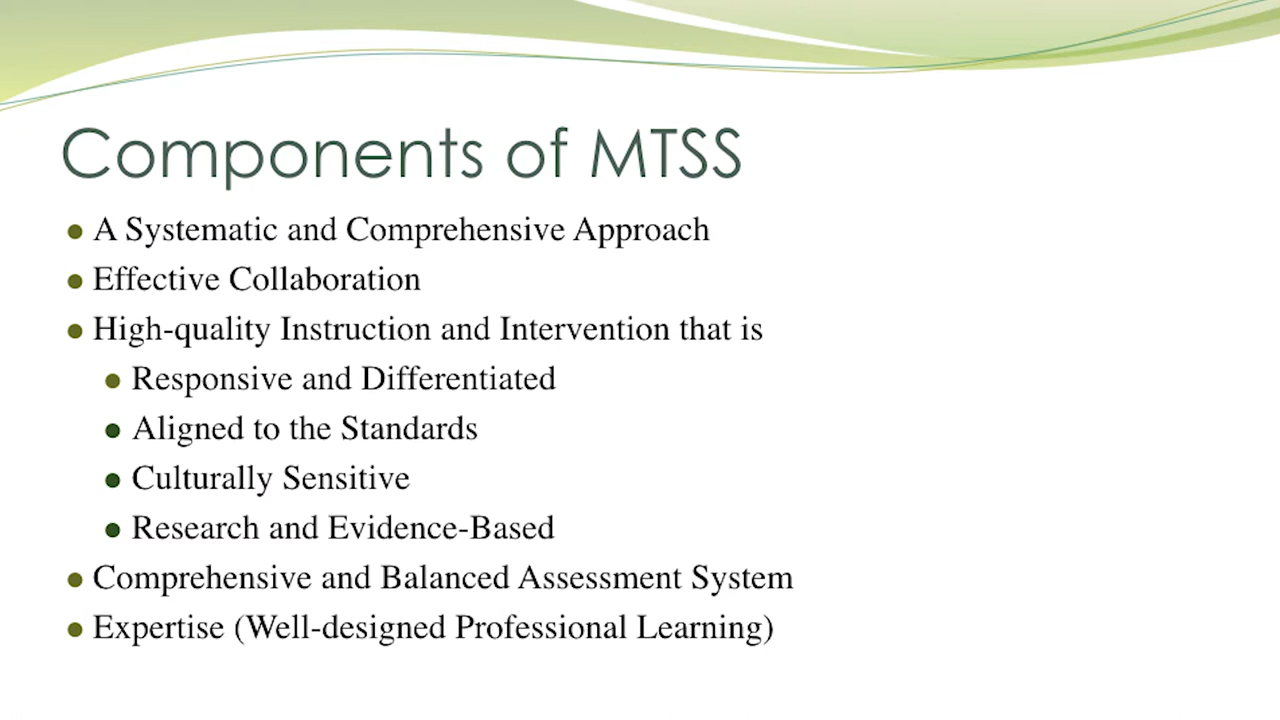 Components of MTSS
A Systematic and Comprehensive Approach
Effective Collaboration
High-quality Instruction and Intervention that is
Responsive and Differentiated
Aligned to the Standards
Culturally Sensitive
Research and Evidence-Based
Comprehensive and Balanced Assessment System
Expertise (Well-designed Professional Learning)